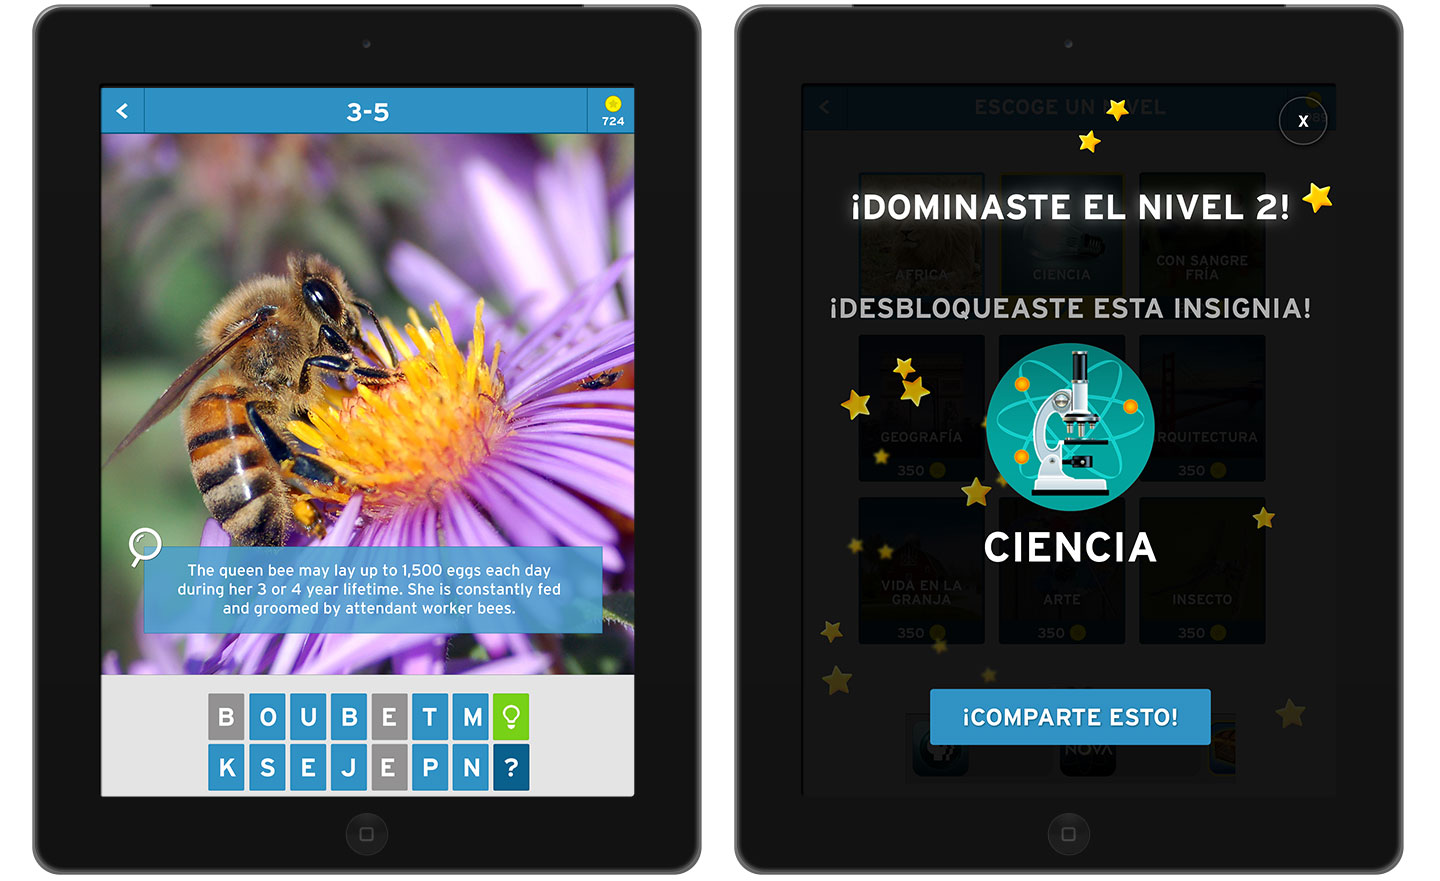 3-5
724
The queen bee may lay up to 1,500 eggs each day
during her 3 or 4 year lifetime. She is constantly fed
and groomed by attendant worker bees.
B O U B E T M
K S E J E P N ?
ESCOGE UN NIVEL
X
¡DOMINASTE EL NIVEL 2!
AFRICA
CIENCIA
CON SANGRE
FRÍA
¡DESBLOQUEASTE ESTA INSIGNIA!
GEOGRAFÍA
RQUITECTURA
350
350
CIENCIA
VIDA EN LA
GRANJA
ARTE
INSECTO
350
350
350
¡COMPARTE ESTO!
NOVA